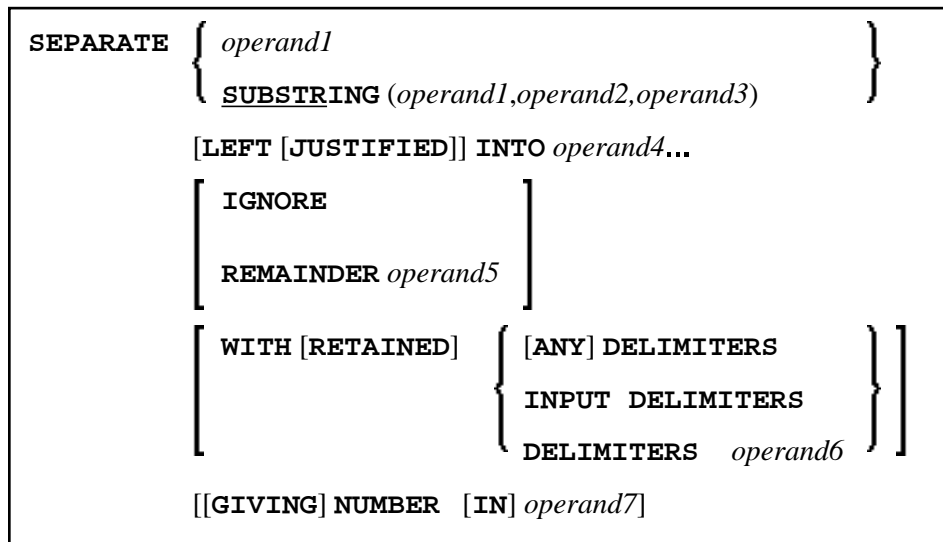 SEPARATE operand1
SUBSTRING (operand1,operand2,operand3)
[LEFT [JUSTIFIED]] INTO operand4...
IGNORE
REMAINDER operand5
WITH [RETAINED] [ANY] DELIMITERS
INPUT DELIMITERS
DELIMITERS operand6
[[GIVING] NUMBER [IN] operand7]